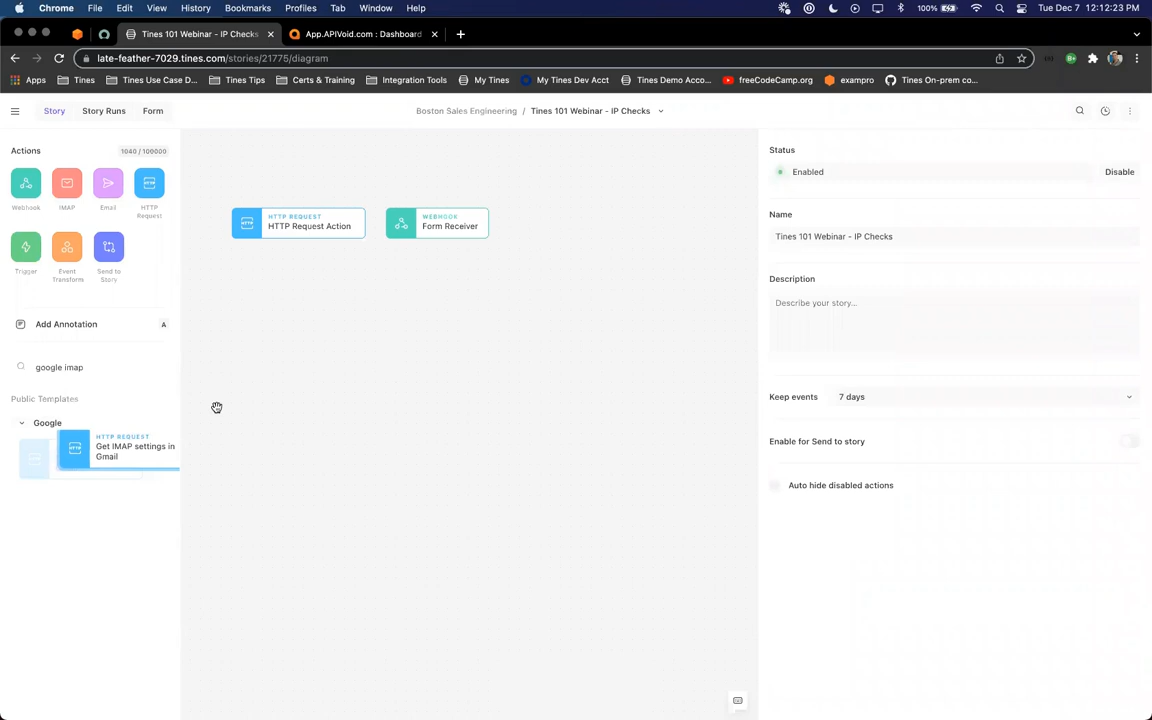 Chrome File Edit View History Bookmarks Profiles Tab Window Help 100% Tue Dec 7 10:12:23 PM
Tines 101 Webinar - IP Checks App.APIVoid.com : Dashboard
late-feather-7029.tines.com/stories/21775/diagram
Apps Tines Tines Use Case D... Tines Tips Certs & Training Integration Tools My Tines My Tines Dev Acct Tines Demo Acco... freeCodeCamp.org exampro Tines On-prem co...
Story Story Runs Form Boston Sales Engineering / Tines 101 Webinar - IP Checks
Actions 1040 / 100000
HTTP
Webhook IMAP Email HTTP Request
Trigger Event Transform Send to Story
Add Annotation A
google imap
Public Templates
Google
HTTP
HTTP REQUEST
Get IMAP settings in
Gmail
HTTP
HTTP REQUEST
HTTP Request Action
WEBHOOK
Form Receiver
Status
Enabled Disable
Name
Tines 101 Webinar - IP Checks
Description
Describe your story...
Keep events 7 days
Enable for Send to story
Auto hide disabled actions